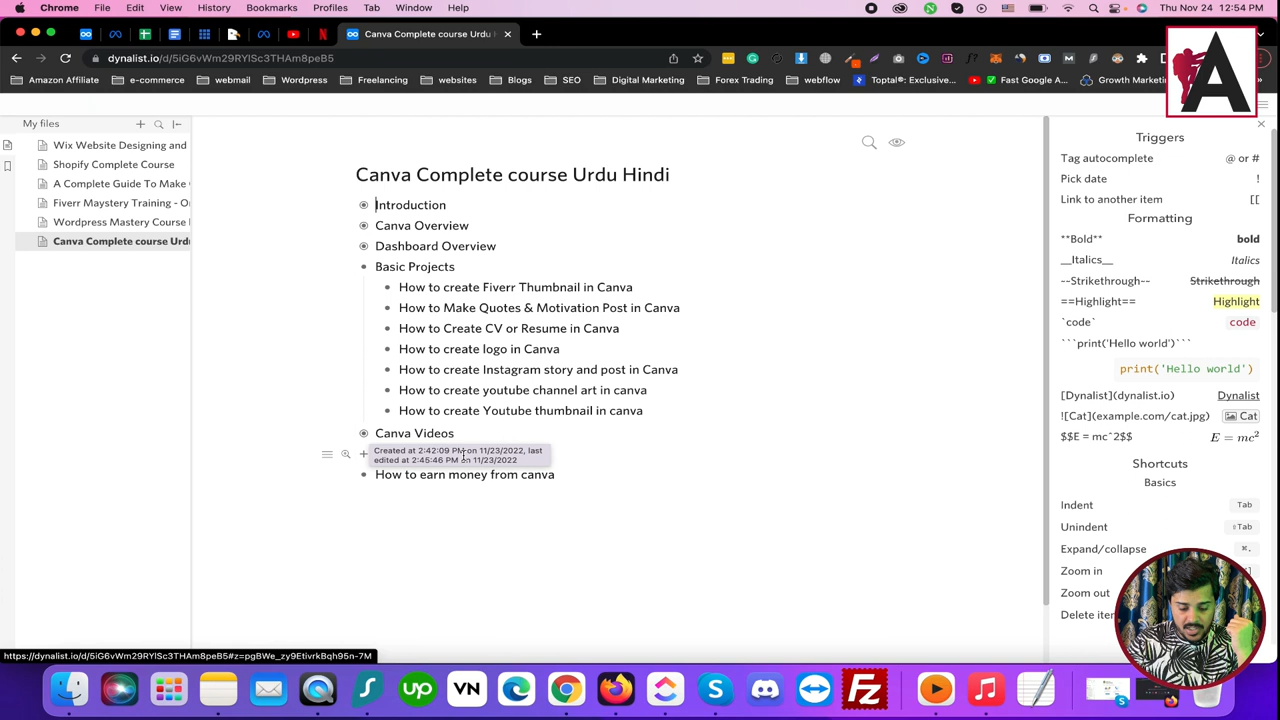 Chrome File Edit View History Bookmarks Profiles Tab Window Help
Thu Nov 24 12:54 PM
Canva Complete course Urdu H
dynalist.io/d/5iG6vWm29RYlSc3THAm8peB5
Amazon Affiliate e-commerce webmail Wordpress Freelancing websites Blogs SEO Digital Marketing Forex Trading webflow Toptal®: Exclusive... Fast Google A... Growth Market
A
My files
Wix Website Designing and
Shopify Complete Course
A Complete Guide To Make
Fiverr Maystery Training - O
Wordpress Mastery Course
Canva Complete course Urdu
Canva Complete course Urdu Hindi
Introduction
Canva Overview
Dashboard Overview
Basic Projects
How to create Fiverr Thumbnail in Canva
How to Make Quotes & Motivation Post in Canva
How to Create CV or Resume in Canva
How to create logo in Canva
How to create Instagram story and post in Canva
How to create youtube channel art in canva
How to create Youtube thumbnail in canva
Canva Videos
Created at 2:42:09 PM on 11/23/2022, last
edited at 2:45:46 PM on 11/23/2022
How to earn money from canva
Triggers
Tag autocomplete @ or #
Pick date !
Link to another item [[
Formatting
**Bold** bold
__Italics__ Italics
~~Strikethrough~~ Strikethrough
==Highlight== Highlight
`code` code
```print('Hello world')```
print('Hello world')
[Dynalist](dynalist.io) Dynalist
![Cat](example.com/cat.jpg) Cat
$$E = mc^2$$ E = mc²
Shortcuts
Basics
Indent Tab
Unindent ⇧Tab
Expand/collapse ⌘.
Zoom in ]
Zoom out
Delete item
https://dynalist.io/d/5iG6vWm29RYlSc3THAm8peB5#z=pgBWe_zy9EtivrkBqh95n-7M
up VN Fz